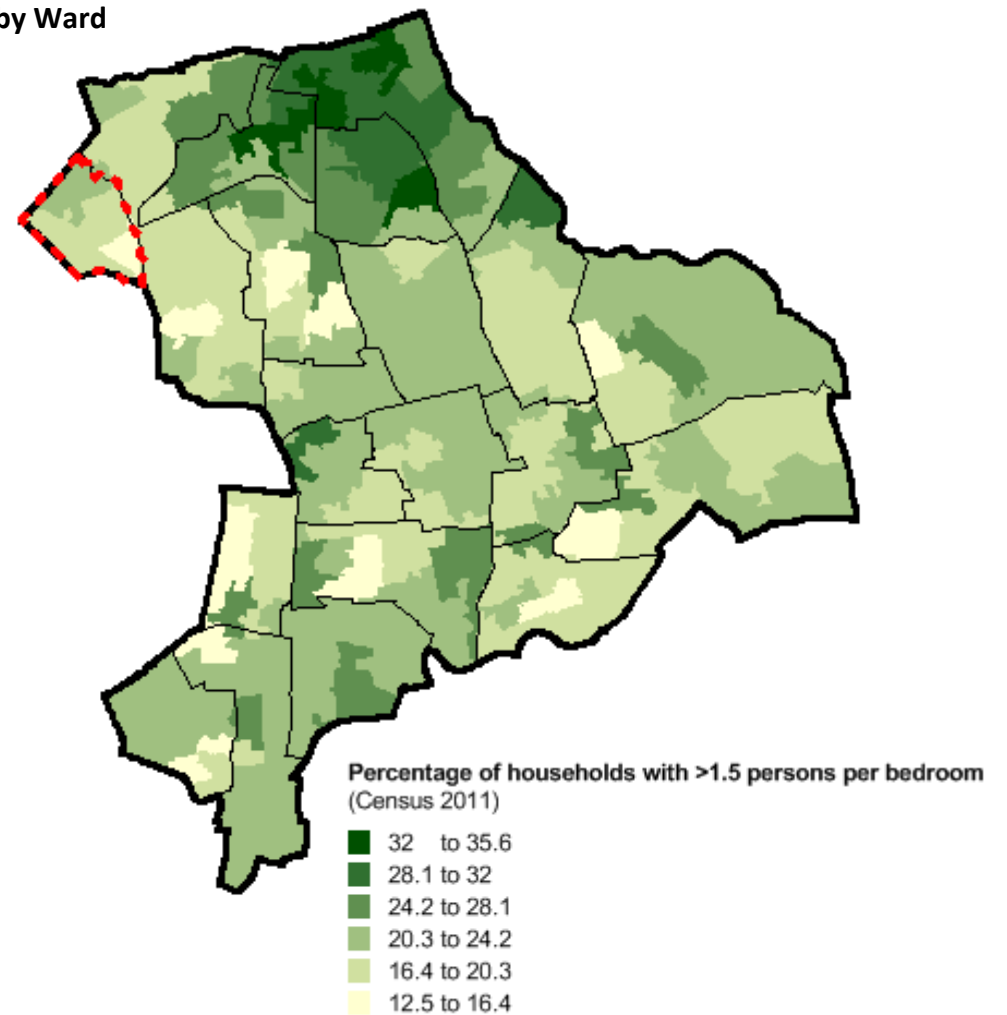 by Ward
Percentage of households with >1.5 persons per bedroom
(Census 2011)
32 to 35.6
28.1 to 32
24.2 to 28.1
20.3 to 24.2
16.4 to 20.3
12.5 to 16.4